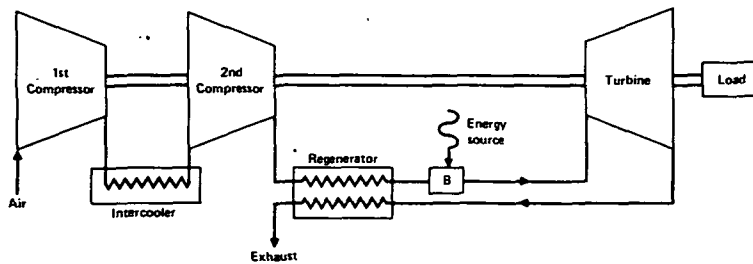 1st
Compressor
2nd
Compressor
Turbine
Load
Energy
source
Regenerator
B
Air
Intercooler
Exhaust